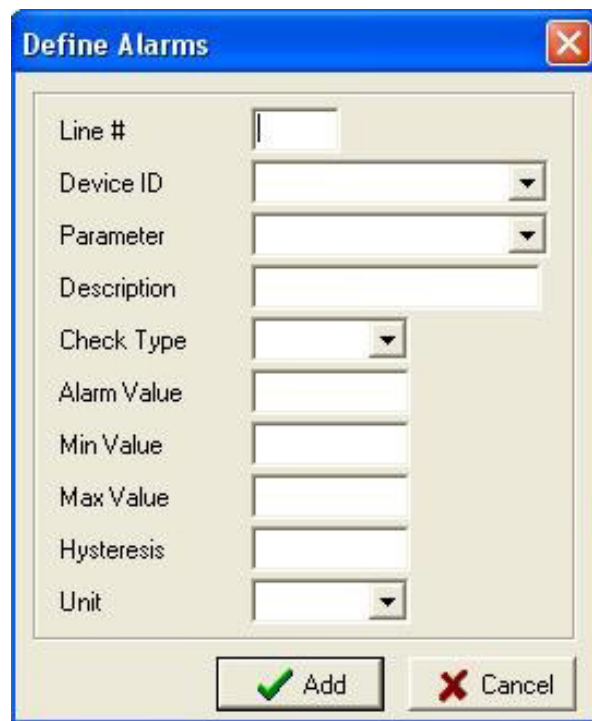 Define Alarms
Line #
Device ID
Parameter
Description
Check Type
Alarm Value
Min Value
Max Value
Hysteresis
Unit
Add Cancel